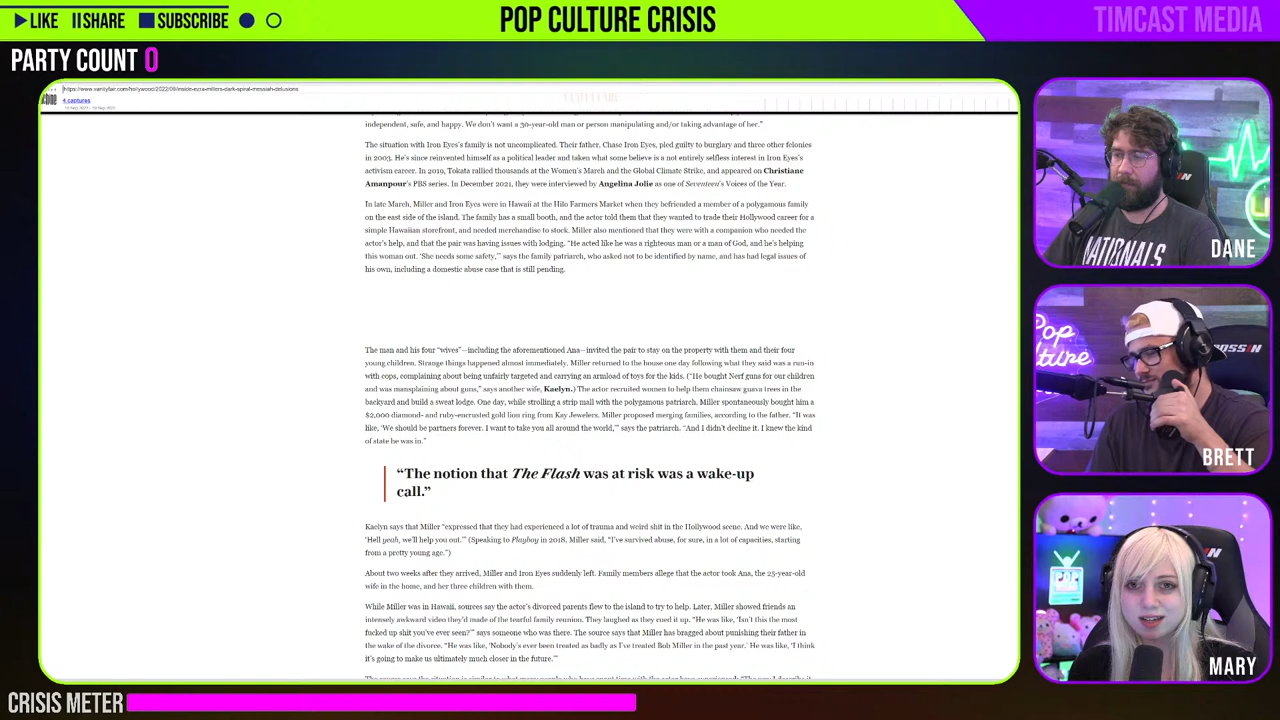 LIKE SHARE SUBSCRIBE
POP CULTURE CRISIS
TIMCAST MEDIA
PARTY COUNT 0
https://www.vanityfair.com/hollywood/2022/09/inside-ezra-millers-dark-spiral-messiah-delusions
4 captures
VANITY FAIR
independent, safe, and happy. We don't want a 30-year-old man or person manipulating and/or taking advantage of her."
The situation with Iron Eyes's family is not uncomplicated. Their father, Chase Iron Eyes, pled guilty to burglary and three other felonies
in 2003. He's since reinvented himself as a political leader and taken what some believe is a not entirely selfless interest in Iron Eyes's
activism career. In 2019, Tokata rallied thousands at the Women's March and the Global Climate Strike, and appeared on Christiane
Amanpour's PBS series. In December 2021, they were interviewed by Angelina Jolie as one of Seventeen's Voices of the Year.
In late March, Miller and Iron Eyes were in Hawaii at the Hilo Farmers Market when they befriended a member of a polygamous family
on the east side of the island. The family has a small booth, and the actor told them that they wanted to trade their Hollywood career for a
simple Hawaiian storefront, and needed merchandise to stock. Miller also mentioned that they were with a companion who needed the
actor's help, and that the pair was having issues with lodging. "He acted like he was a righteous man or a man of God, and he's helping
this woman out. 'She needs some safety,'" says the family patriarch, who asked not to be identified by name, and has had legal issues of
his own, including a domestic abuse case that is still pending.
The man and his four "wives"—including the aforementioned Ana—invited the pair to stay on the property with them and their four
young children. Strange things happened almost immediately. Miller returned to the house one day following what they said was a run-in
with cops, complaining about being unfairly targeted and carrying an armload of toys for the kids. ("He bought Nerf guns for our children
and was mansplaining about guns," says another wife, Kaelyn.) The actor recruited women to help them chainsaw guava trees in the
backyard and build a sweat lodge. One day, while strolling a strip mall with the polygamous patriarch, Miller spontaneously bought him a
$2,000 diamond- and ruby-encrusted gold lion ring from Kay Jewelers. Miller proposed merging families, according to the father. "It was
like, 'We should be partners forever. I want to take you all around the world,'" says the patriarch. "And I didn't decline it. I knew the kind
of state he was in."
"The notion that The Flash was at risk was a wake-up
call."
Kaelyn says that Miller "expressed that they had experienced a lot of trauma and weird shit in the Hollywood scene. And we were like,
'Hell yeah, we'll help you out.'" (Speaking to Playboy in 2018, Miller said, "I've survived abuse, for sure, in a lot of capacities, starting
from a pretty young age.")
About two weeks after they arrived, Miller and Iron Eyes suddenly left. Family members allege that the actor took Ana, the 25-year-old
wife in the home, and her three children with them.
While Miller was in Hawaii, sources say the actor's divorced parents flew to the island to try to help. Later, Miller showed friends an
intensely awkward video they'd made of the tearful family reunion. They laughed as they cued it up. "He was like, 'Isn't this the most
fucked up shit you've ever seen?'" says someone who was there. The source says that Miller has bragged about punishing their father in
the wake of the divorce. "He was like, 'Nobody's ever been treated as badly as I've treated Bob Miller in the past year.' He was like, 'I think
it's going to make us ultimately much closer in the future.'"
DANE
Pop
Culture
BRETT
MARY
CRISIS METER